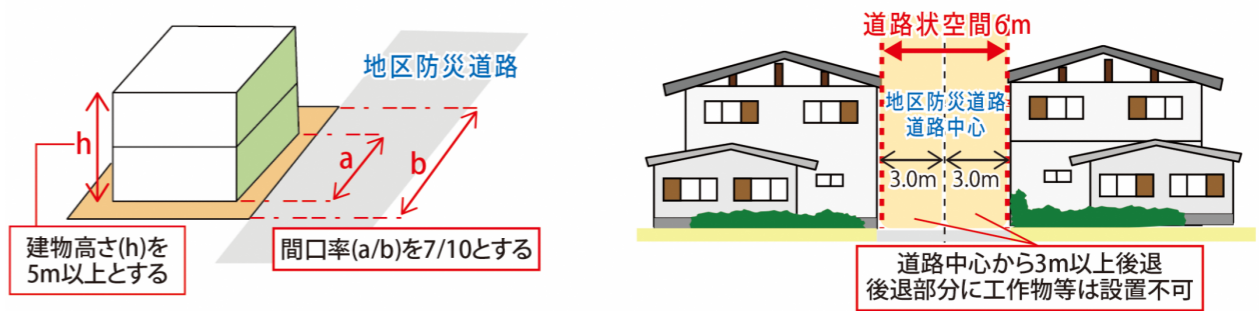 地区防災道路
h
a
b
建物高さ(h)を
5m以上とする
間口率(a/b)を7/10とする
道路状空間6m
地区防災道路
道路中心
3.0m
3.0m
道路中心から3m以上後退
後退部分に工作物等は設置不可